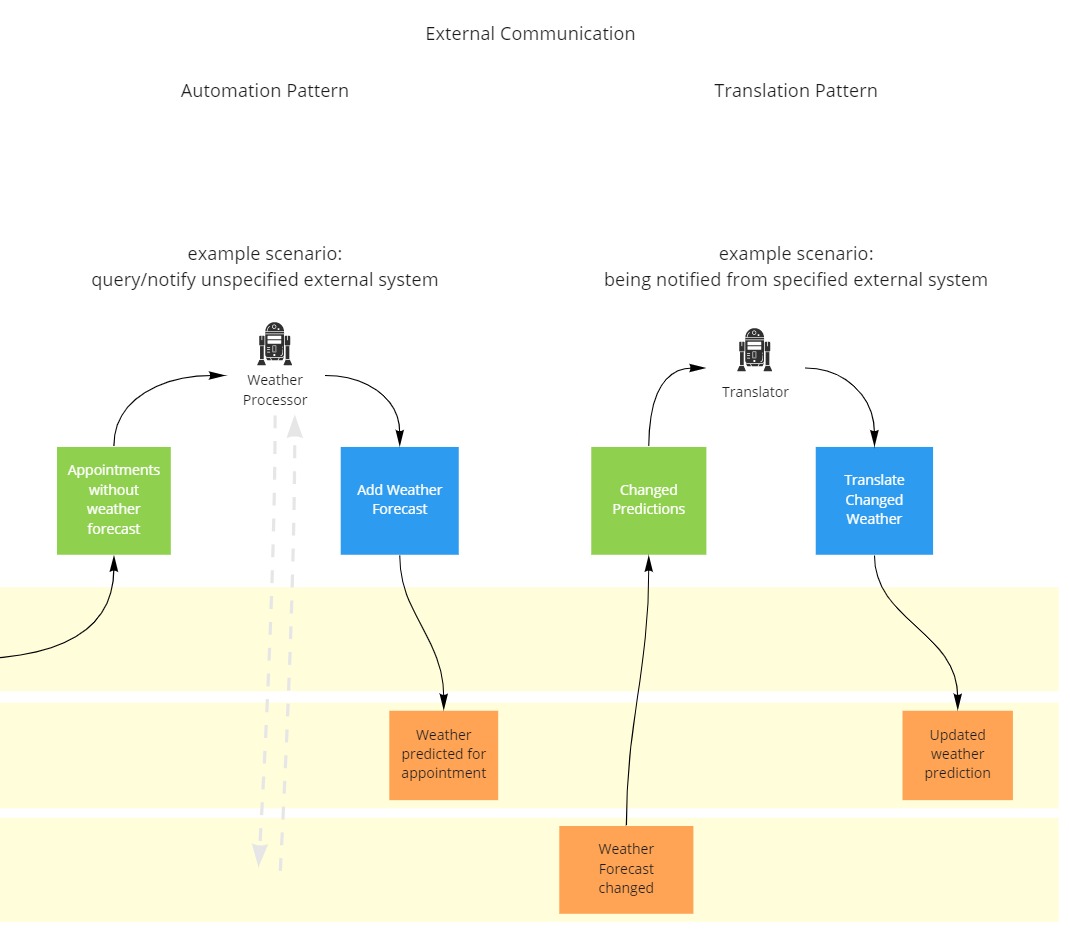 External Communication
Automation Pattern
Translation Pattern
example scenario:
query/notify unspecified external system
example scenario:
being notified from specified external system
Weather
Processor
Translator
Appointments
without
weather
forecast
Add Weather
Forecast
Changed
Predictions
Translate
Changed
Weather
Weather
predicted for
appointment
Updated
weather
prediction
Weather
Forecast
changed